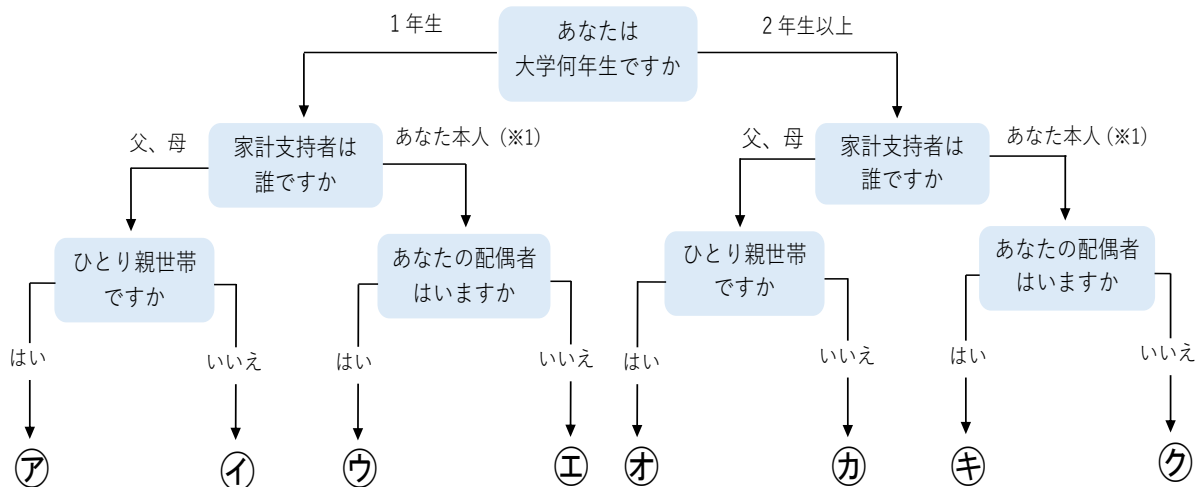 1年生
あなたは
大学何年生ですか
2年生以上
父、母
家計支持者は
誰ですか
あなた本人(※1)
父、母
家計支持者は
誰ですか
あなた本人(※1)
ひとり親世帯
ですか
あなたの配偶者
はいますか
ひとり親世帯
ですか
あなたの配偶者
はいますか
はい
いいえ
はい
いいえ
はい
いいえ
はい
いいえ
㋐
㋑
㋒
㋓
㋔
㋕
㋖
㋗